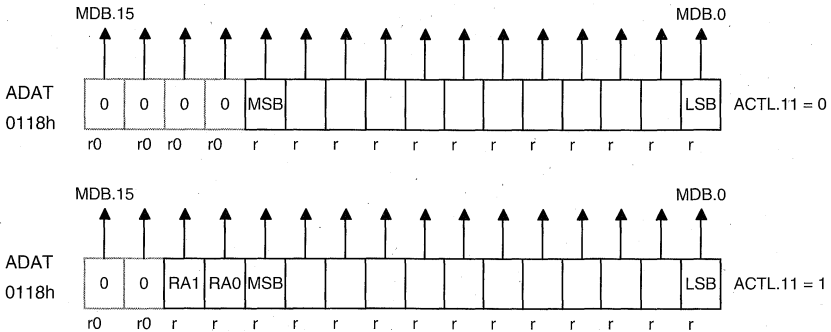 MDB.15 MDB.0
ADAT 0118h 0 0 0 0 MSB LSB ACTL.11 = 0
r0 r0 r0 r0 r r r r r r r r r r r r
MDB.15 MDB.0
ADAT 0118h 0 0 RA1 RA0 MSB LSB ACTL.11 = 1
r0 r0 r r r r r r r r r r r r r r